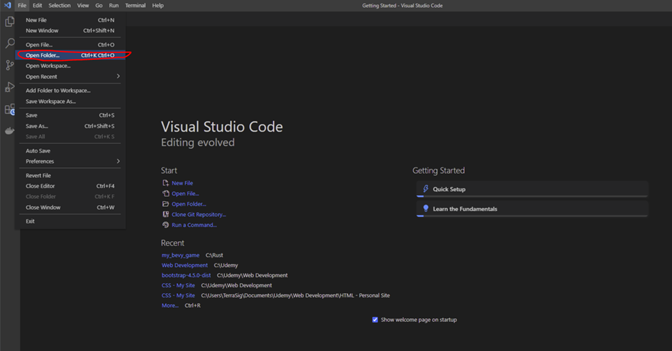 File Edit Selection View Go Run Terminal Help
Getting Started - Visual Studio Code
New File Ctrl+N
New Window Ctrl+Shift+N
Open File... Ctrl+O
Open Folder... Ctrl+K Ctrl+O
Open Workspace...
Open Recent
Add Folder to Workspace...
Save Workspace As...
Save Ctrl+S
Save As... Ctrl+Shift+S
Save All Ctrl+K S
Auto Save
Preferences
Revert File
Close Editor Ctrl+F4
Close Folder Ctrl+K F
Close Window Ctrl+W
Exit
Visual Studio Code
Editing evolved
Start
New File
Open File...
Open Folder...
Clone Git Repository...
Run a Command...
Recent
my_bevy_game C:\Rust
Web Development C:\Udemy
bootstrap-4.5.0-dist C:\Udemy\Web Development
CSS - My Site C:\Udemy\Web Development
CSS - My Site C:\Users\TerraSig\Documents\Udemy\Web Development\HTML - Personal Site
More... Ctrl+R
Getting Started
Quick Setup
Learn the Fundamentals
Show welcome page on startup